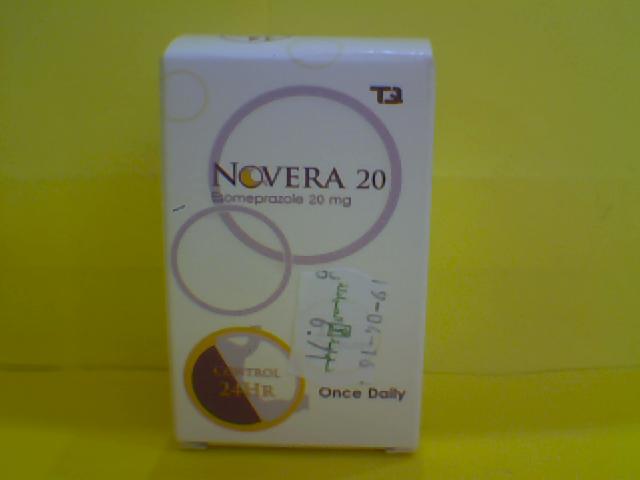 TQ
NOVERA 20
Esomeprazole 20 mg
CONTROL
24HR
Once Daily